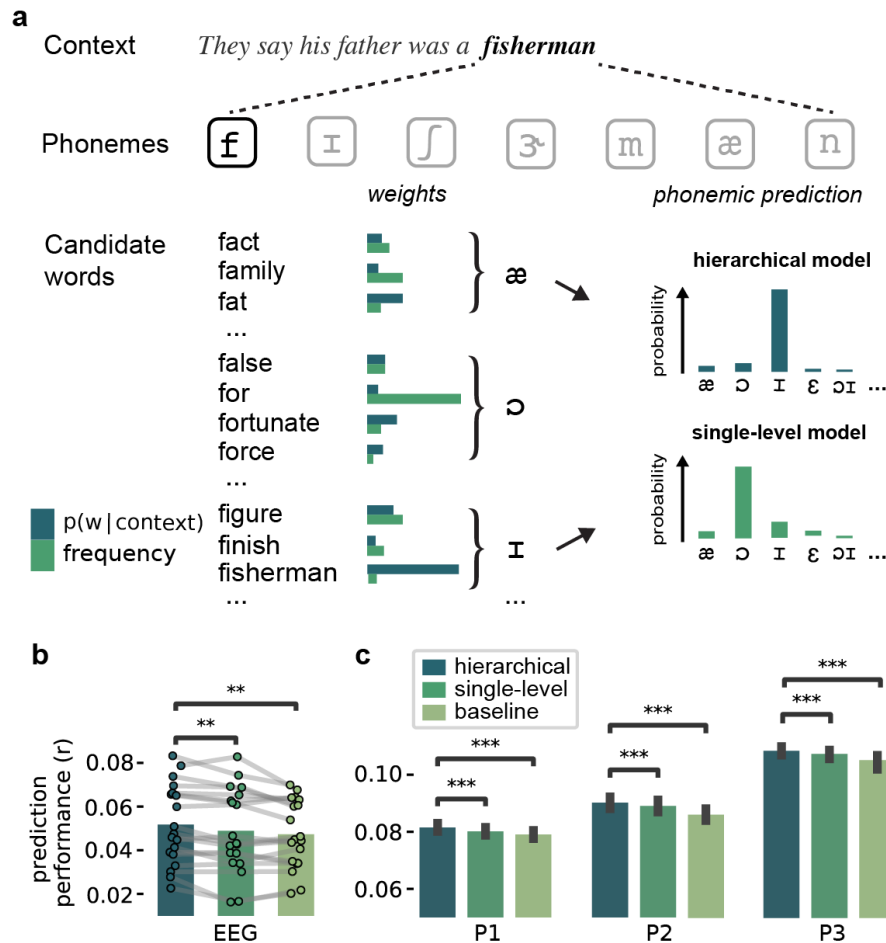 a
Context They say his father was a fisherman
Phonemes f ɪ ʃ ɝ m æ n
weights phonemic prediction
Candidate words
fact
family
fat
...
æ
false
for
fortunate
force
...
ɔ
figure
finish
fisherman
...
ɪ
...
p(w|context)
frequency
hierarchical model
probability
æ ɔ ɪ ɛ ɔɪ ...
single-level model
probability
æ ɔ ɪ ɛ ɔɪ ...
b
** 
**
prediction performance (r)
0.08
0.06
0.04
0.02
EEG
c
hierarchical
single-level
baseline
***
***
***
***
***
***
0.10
0.08
0.06
P1 P2 P3